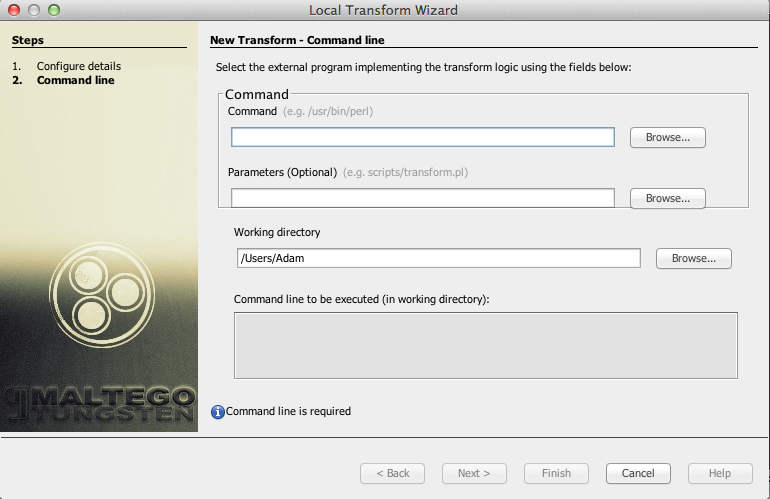 Local Transform Wizard
Steps
1. Configure details
2. Command line
New Transform - Command line
Select the external program implementing the transform logic using the fields below:
Command
Command (e.g. /usr/bin/perl)
Browse...
Parameters (Optional) (e.g. scripts/transform.pl)
Browse...
Working directory
/Users/Adam
Browse...
Command line to be executed (in working directory):
MALTEGO
TUNGSTEN
Command line is required
< Back Next > Finish Cancel Help